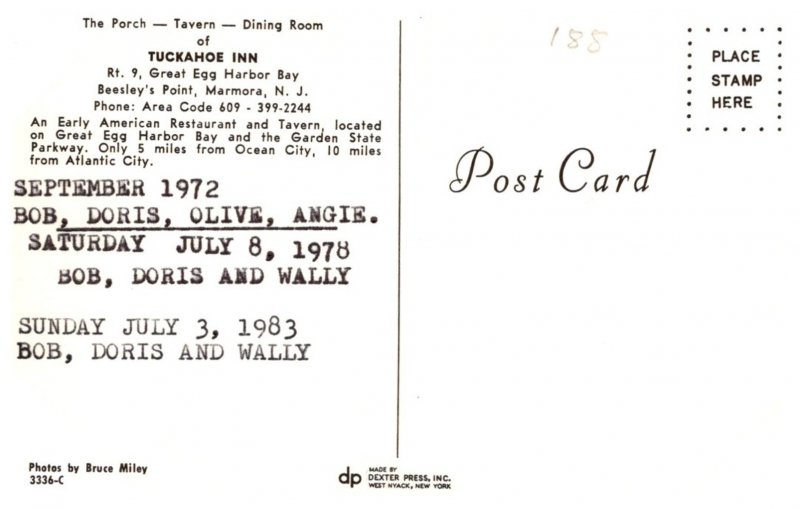 The Porch — Tavern — Dining Room
of
TUCKAHOE INN
Rt. 9, Great Egg Harbor Bay
Beesley's Point, Marmora, N. J.
Phone: Area Code 609 - 399-2244
An Early American Restaurant and Tavern, located
on Great Egg Harbor Bay and the Garden State
Parkway. Only 5 miles from Ocean City, 10 miles
from Atlantic City.
SEPTEMBER 1972
BOB, DORIS, OLIVE, ANGIE.
SATURDAY JULY 8, 1978
BOB, DORIS AND WALLY
SUNDAY JULY 3, 1983
BOB, DORIS AND WALLY
Photos by Bruce Miley
3336-C
dp
MADE BY
DEXTER PRESS, INC.
WEST NYACK, NEW YORK
188
Post Card
PLACE
STAMP
HERE